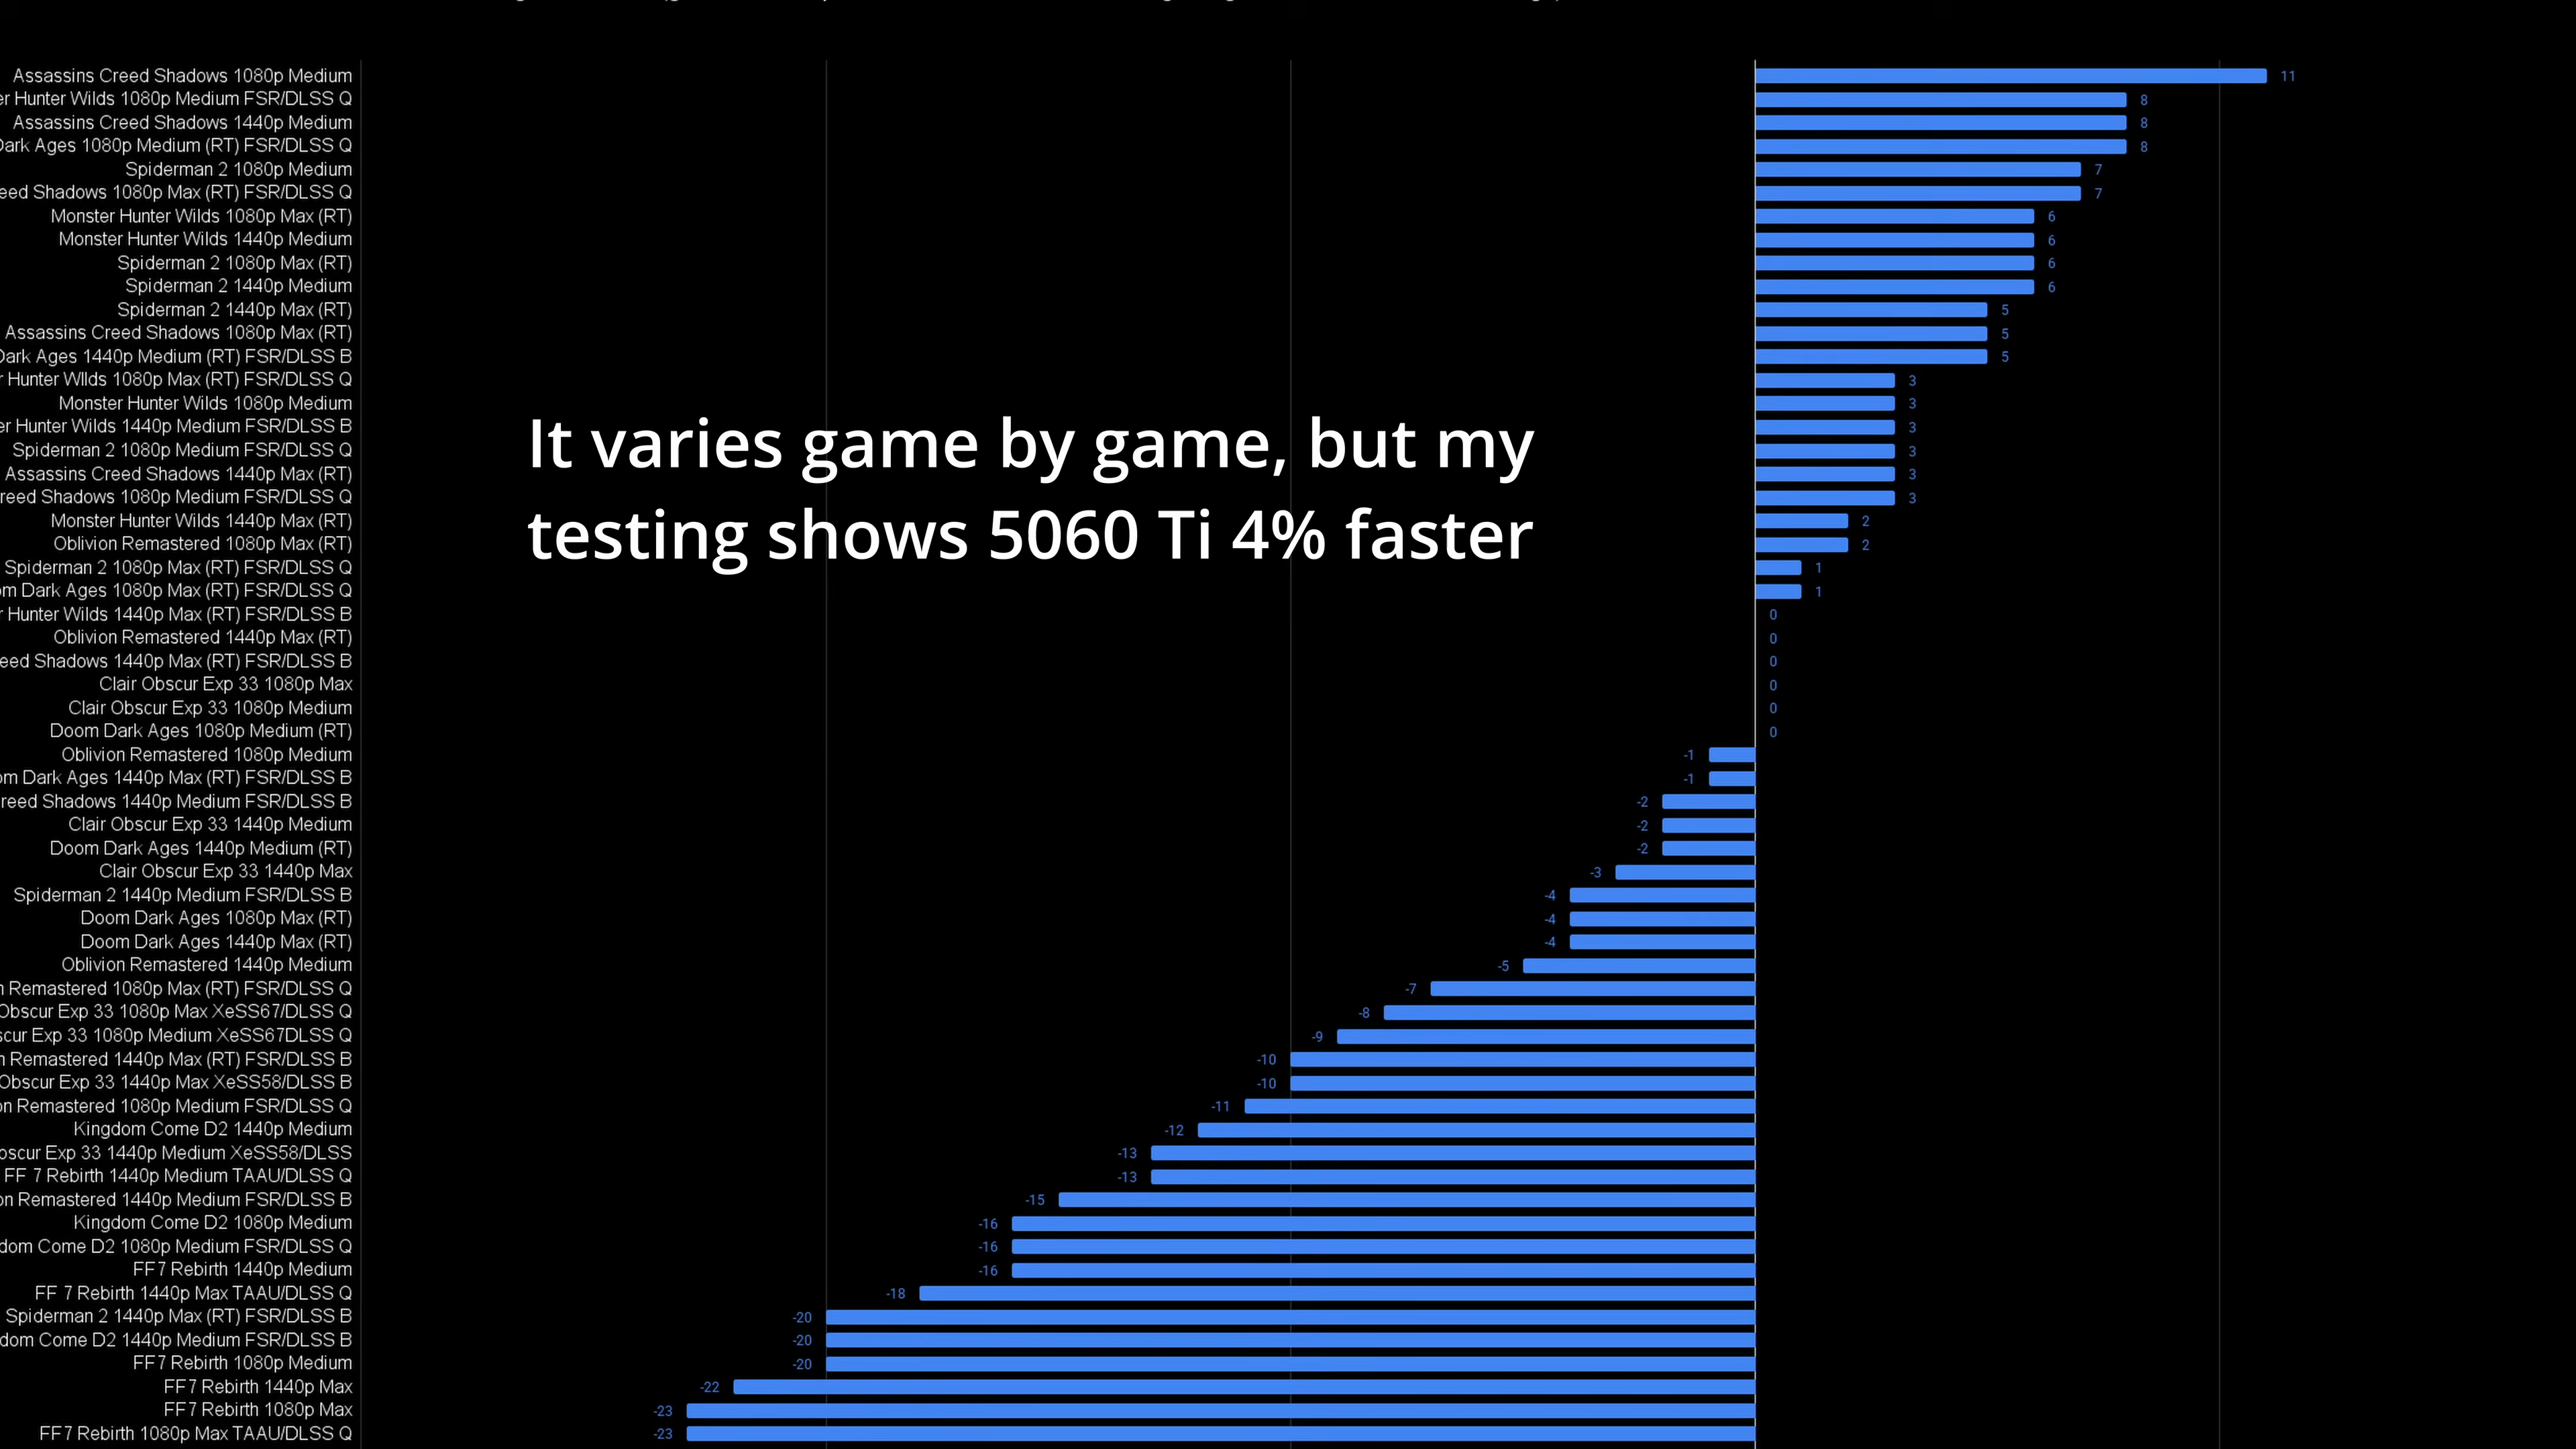 Assassins Creed Shadows 1080p Medium 11
er Hunter Wilds 1080p Medium FSR/DLSS Q 8
Assassins Creed Shadows 1440p Medium 8
Dark Ages 1080p Medium (RT) FSR/DLSS Q 8
Spiderman 2 1080p Medium 7
eed Shadows 1080p Max (RT) FSR/DLSS Q 7
Monster Hunter Wilds 1080p Max (RT) 6
Monster Hunter Wilds 1440p Medium 6
Spiderman 2 1080p Max (RT) 6
Spiderman 2 1440p Medium 6
Spiderman 2 1440p Max (RT) 5
Assassins Creed Shadows 1080p Max (RT) 5
Dark Ages 1440p Medium (RT) FSR/DLSS B 5
r Hunter WIlds 1080p Max (RT) FSR/DLSS Q 3
Monster Hunter Wilds 1080p Medium 3
er Hunter Wilds 1440p Medium FSR/DLSS B 3
Spiderman 2 1080p Medium FSR/DLSS Q 3
Assassins Creed Shadows 1440p Max (RT) 3
reed Shadows 1080p Medium FSR/DLSS Q 3
Monster Hunter Wilds 1440p Max (RT) 2
Oblivion Remastered 1080p Max (RT) 2
Spiderman 2 1080p Max (RT) FSR/DLSS Q 1
om Dark Ages 1080p Max (RT) FSR/DLSS Q 1
r Hunter Wilds 1440p Max (RT) FSR/DLSS B 0
Oblivion Remastered 1440p Max (RT) 0
eed Shadows 1440p Max (RT) FSR/DLSS B 0
Clair Obscur Exp 33 1080p Max 0
Clair Obscur Exp 33 1080p Medium 0
Doom Dark Ages 1080p Medium (RT) 0
Oblivion Remastered 1080p Medium -1
om Dark Ages 1440p Max (RT) FSR/DLSS B -1
reed Shadows 1440p Medium FSR/DLSS B -2
Clair Obscur Exp 33 1440p Medium -2
Doom Dark Ages 1440p Medium (RT) -2
Clair Obscur Exp 33 1440p Max -3
Spiderman 2 1440p Medium FSR/DLSS B -4
Doom Dark Ages 1080p Max (RT) -4
Doom Dark Ages 1440p Max (RT) -4
Oblivion Remastered 1440p Medium -5
n Remastered 1080p Max (RT) FSR/DLSS Q -7
Obscur Exp 33 1080p Max XeSS67/DLSS Q -8
scur Exp 33 1080p Medium XeSS67DLSS Q -9
n Remastered 1440p Max (RT) FSR/DLSS B -10
Obscur Exp 33 1440p Max XeSS58/DLSS B -10
on Remastered 1080p Medium FSR/DLSS Q -11
Kingdom Come D2 1440p Medium -12
bscur Exp 33 1440p Medium XeSS58/DLSS -13
FF 7 Rebirth 1440p Medium TAAU/DLSS Q -13
on Remastered 1440p Medium FSR/DLSS B -15
Kingdom Come D2 1080p Medium -16
dom Come D2 1080p Medium FSR/DLSS Q -16
FF7 Rebirth 1440p Medium -16
FF 7 Rebirth 1440p Max TAAU/DLSS Q -18
Spiderman 2 1440p Max (RT) FSR/DLSS B -20
dom Come D2 1440p Medium FSR/DLSS B -20
FF7 Rebirth 1080p Medium -20
FF7 Rebirth 1440p Max -22
FF7 Rebirth 1080p Max -23
FF7 Rebirth 1080p Max TAAU/DLSS Q -23
It varies game by game, but my
testing shows 5060 Ti 4% faster